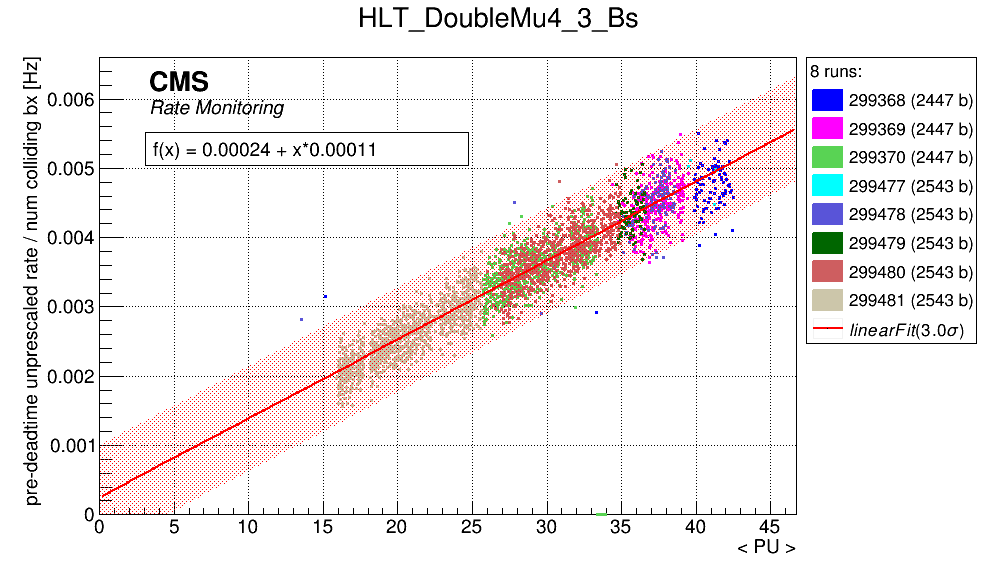 HLT_DoubleMu4_3_Bs
pre-deadtime unprescaled rate / num colliding bx [Hz]
CMS
Rate Monitoring
f(x) = 0.00024 + x*0.00011
0.006
0.005
0.004
0.003
0.002
0.001
0
0 5 10 15 20 25 30 35 40 45
< PU >
8 runs:
299368 (2447 b)
299369 (2447 b)
299370 (2447 b)
299477 (2543 b)
299478 (2543 b)
299479 (2543 b)
299480 (2543 b)
299481 (2543 b)
linearFit(3.0σ)